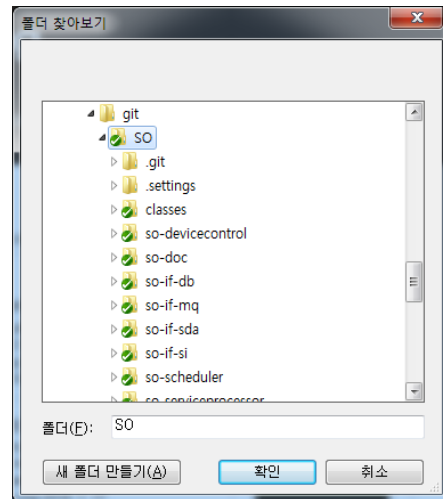 폴더 찾아보기
git
SO
.git
.settings
classes
so-devicecontrol
so-doc
so-if-db
so-if-mq
so-if-sda
so-if-si
so-scheduler
so-serviceprocessor
폴더(F): SO
새 폴더 만들기(A) 확인 취소